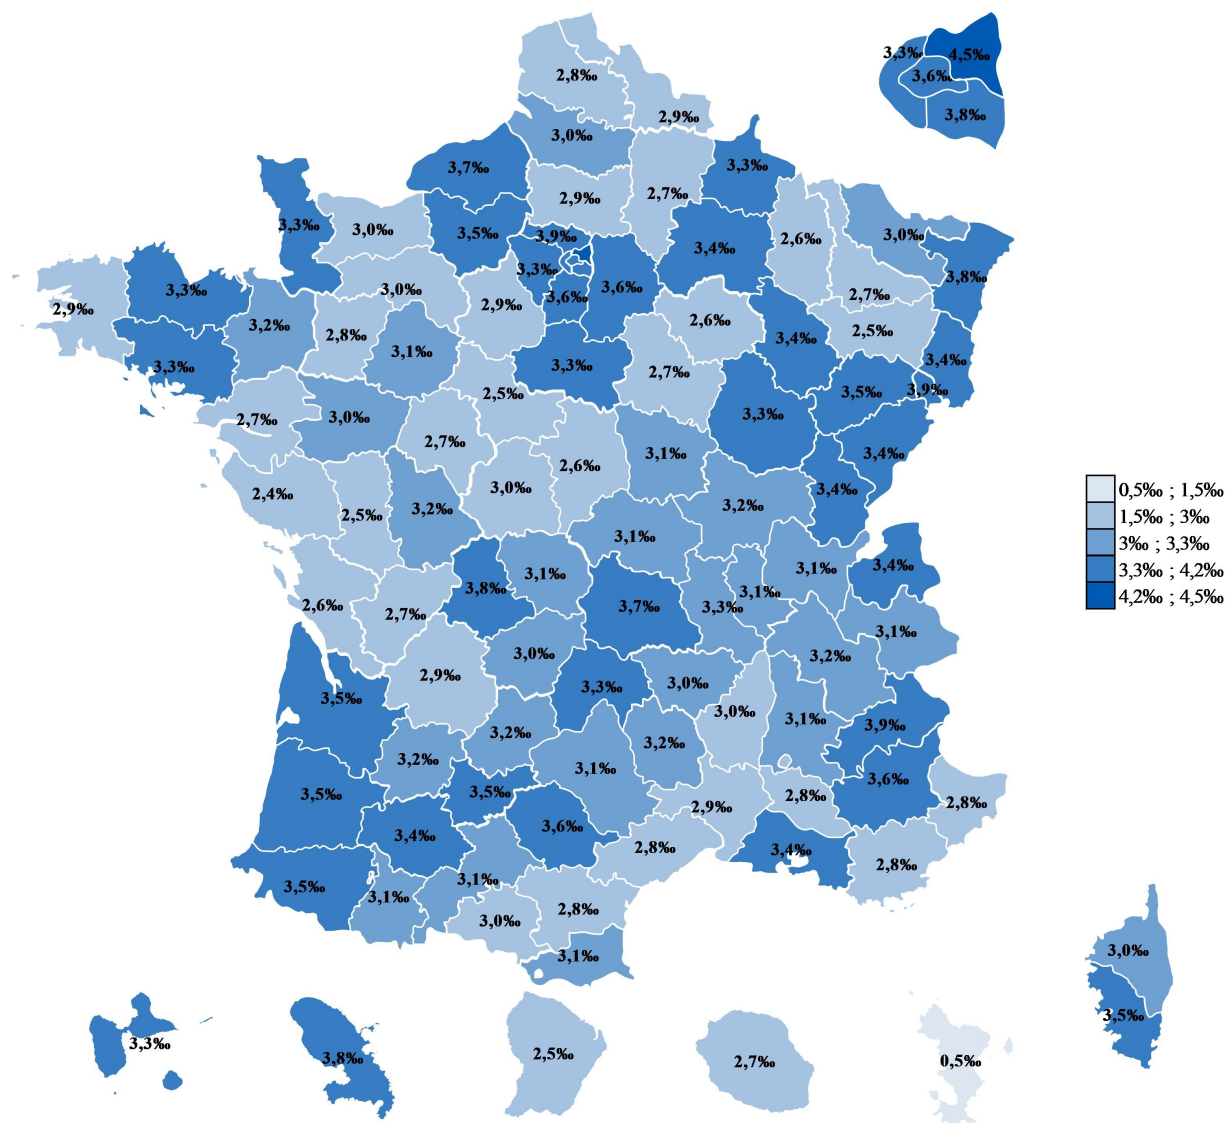 3,3‰ 4,5‰
2,8‰ 3,6‰
2,9‰ 3,8‰
3,0‰
3,7‰ 3,3‰
2,9‰ 2,7‰
3,3‰ 3,0‰ 3,5‰ 3,9‰ 3,4‰ 2,6‰ 3,0‰
3,3‰ 3,8‰
3,3‰ 3,0‰ 3,6‰ 3,6‰ 2,7‰
2,9‰ 3,2‰ 2,8‰ 2,9‰ 2,6‰ 2,5‰
3,1‰ 3,4‰
3,3‰ 3,3‰ 2,7‰ 3,4‰
2,5‰ 3,5‰ 3,9‰
2,7‰ 3,0‰ 3,3‰
2,7‰ 2,6‰ 3,1‰ 3,4‰
2,4‰ 3,0‰ 3,4‰
0,5‰ ; 1,5‰
2,5‰ 3,2‰ 3,2‰
1,5‰ ; 3‰
3,1‰
3‰ ; 3,3‰
3,1‰ 3,1‰ 3,4‰
3,3‰ ; 4,2‰
3,8‰ 3,1‰
4,2‰ ; 4,5‰
2,6‰ 2,7‰ 3,7‰ 3,3‰
3,1‰
3,0‰ 3,2‰
2,9‰ 3,3‰ 3,0‰
3,5‰ 3,0‰ 3,1‰ 3,9‰
3,2‰ 3,2‰
3,2‰ 3,1‰ 3,6‰
3,5‰ 3,5‰ 2,9‰ 2,8‰ 2,8‰
3,4‰ 3,6‰ 2,8‰ 3,4‰
3,5‰ 3,1‰ 3,1‰ 2,8‰
3,0‰ 2,8‰
3,1‰ 3,0‰
3,5‰
3,3‰ 3,8‰ 2,5‰ 2,7‰ 0,5‰